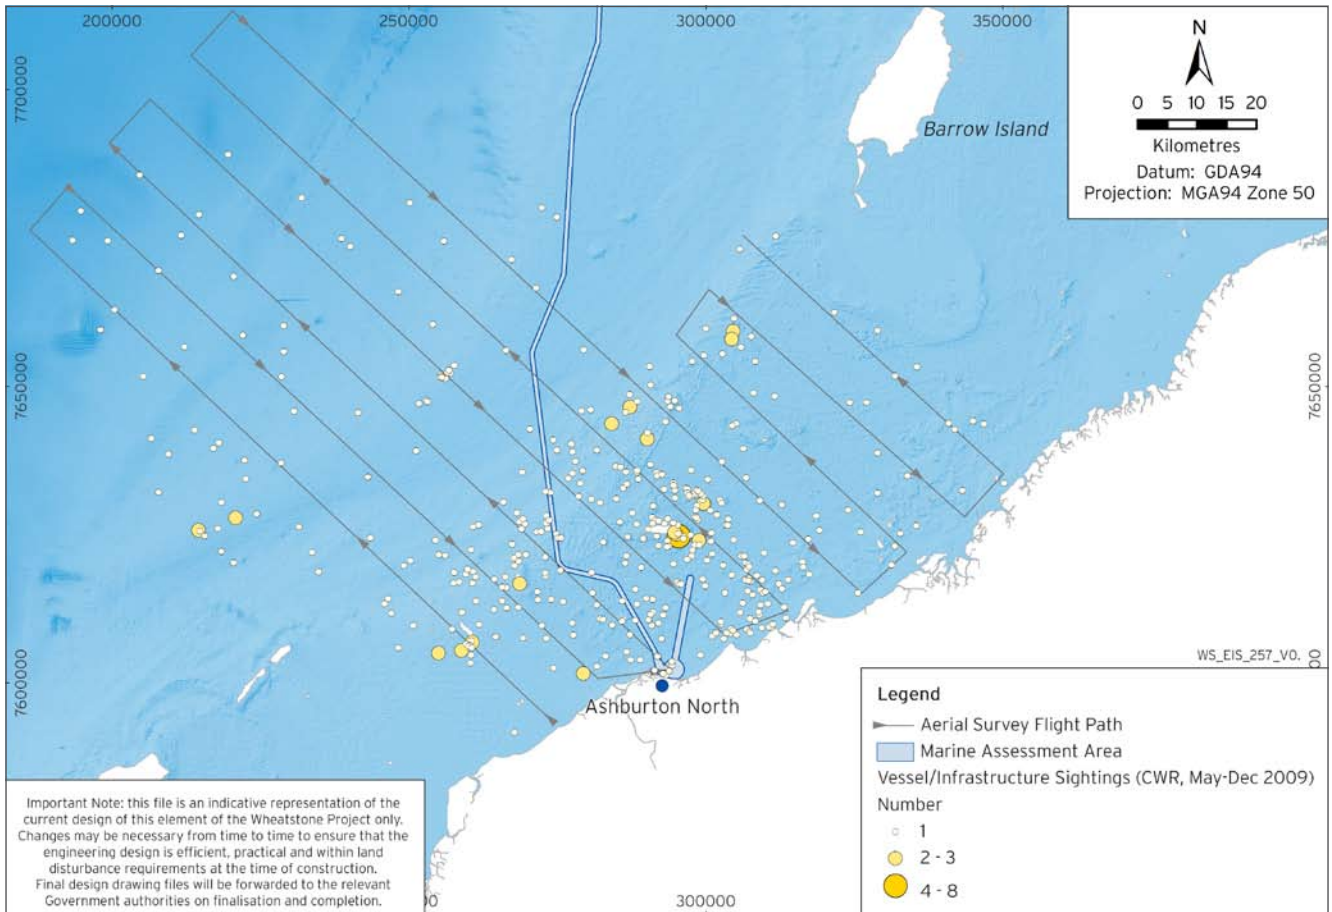 200000
250000
300000
350000
7700000
7650000
7600000
Barrow Island
N
0 5 10 15 20
Kilometres
Datum: GDA94
Projection: MGA94 Zone 50
7650000
WS_EIS_257_V0.
00
Ashburton North
Legend
Aerial Survey Flight Path
Marine Assessment Area
Vessel/Infrastructure Sightings (CWR, May-Dec 2009)
Number
1
2 - 3
4 - 8
Important Note: this file is an indicative representation of the
current design of this element of the Wheatstone Project only.
Changes may be necessary from time to time to ensure that the
engineering design is efficient, practical and within land
disturbance requirements at the time of construction.
Final design drawing files will be forwarded to the relevant
Government authorities on finalisation and completion.
00
300000